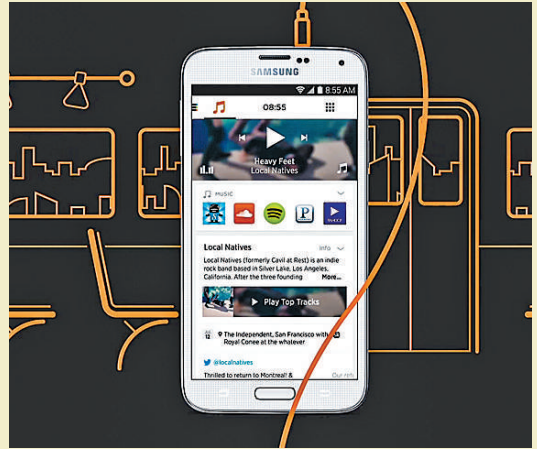 SAMSUNG
8:55 AM
08:55
Heavy Feet
Local Natives
MUSIC
P
Local Natives
Info
Local Natives (formerly Cavil at Rest) is an indie
rock band based in Silver Lake, Los Angeles,
California. After the three founding
More...
Play Top Tracks
12
The Independent, San Francisco with
Royal Conee at the whatever
@localnatives
Thrilled to return to Montreal! &